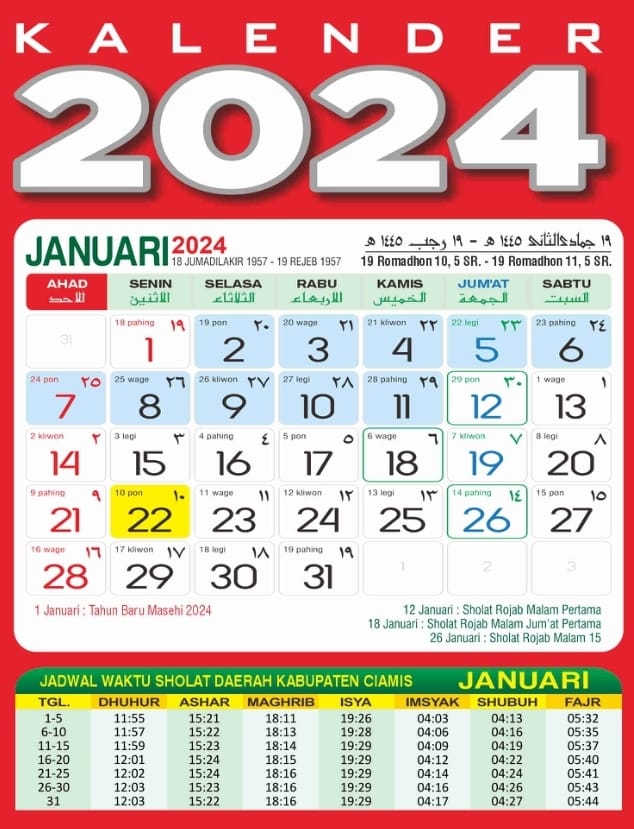 KALENDER
2024
JANUARI 2024
18 JUMADILAKIR 1957 - 19 REJEB 1957
١٩ جمادى الثاني ١٤٤٥ هـ - ١٩ رجب ١٤٤٥ هـ
19 Romadhon 10, 5 SR. - 19 Romadhon 11, 5 SR.
AHAD SENIN SELASA RABU KAMIS JUM'AT SABTU
الأحد الاثنين الثلاثاء الاربعاء الخميس الجمعة السبت
31 18 pahing ١٩ 1 19 pon ٢٠ 2 20 wage ٢١ 3 21 kliwon ٢٢ 4 22 legi ٢٣ 5 23 pahing ٢٤ 6
24 pon ٢٥ 7 25 wage ٢٦ 8 26 kliwon ٢٧ 9 27 legi ٢٨ 10 28 pahing ٢٩ 11 29 pon ٣٠ 12 1 wage ١ 13
2 kliwon ٢ 14 3 legi ٣ 15 4 pahing ٤ 16 5 pon ٥ 17 6 wage ٦ 18 7 kliwon ٧ 19 8 legi ٨ 20
9 pahing ٩ 21 10 pon ١٠ 22 11 wage ١١ 23 12 kliwon ١٢ 24 13 legi ١٣ 25 14 pahing ١٤ 26 15 pon ١٥ 27
16 wage ١٦ 28 17 kliwon ١٧ 29 18 legi ١٨ 30 19 pahing ١٩ 31 1 2 3
1 Januari : Tahun Baru Masehi 2024
12 Januari : Sholat Rojab Malam Pertama
18 Januari : Sholat Rojab Malam Jum'at Pertama
26 Januari : Sholat Rojab Malam 15
JADWAL WAKTU SHOLAT DAERAH KABUPATEN CIAMIS JANUARI
TGL. DHUHUR ASHAR MAGHRIB ISYA IMSYAK SHUBUH FAJR
1-5 11:55 15:21 18:11 19:26 04:03 04:13 05:32
6-10 11:57 15:22 18:13 19:28 04:06 04:16 05:35
11-15 11:59 15:23 18:14 19:29 04:09 04:19 05:37
16-20 12:01 15:24 18:15 19:29 04:12 04:22 05:40
21-25 12:02 15:24 18:16 19:29 04:14 04:24 05:41
26-30 12:03 15:23 18:16 19:29 04:16 04:26 05:43
31 12:03 15:22 18:16 19:29 04:17 04:27 05:44